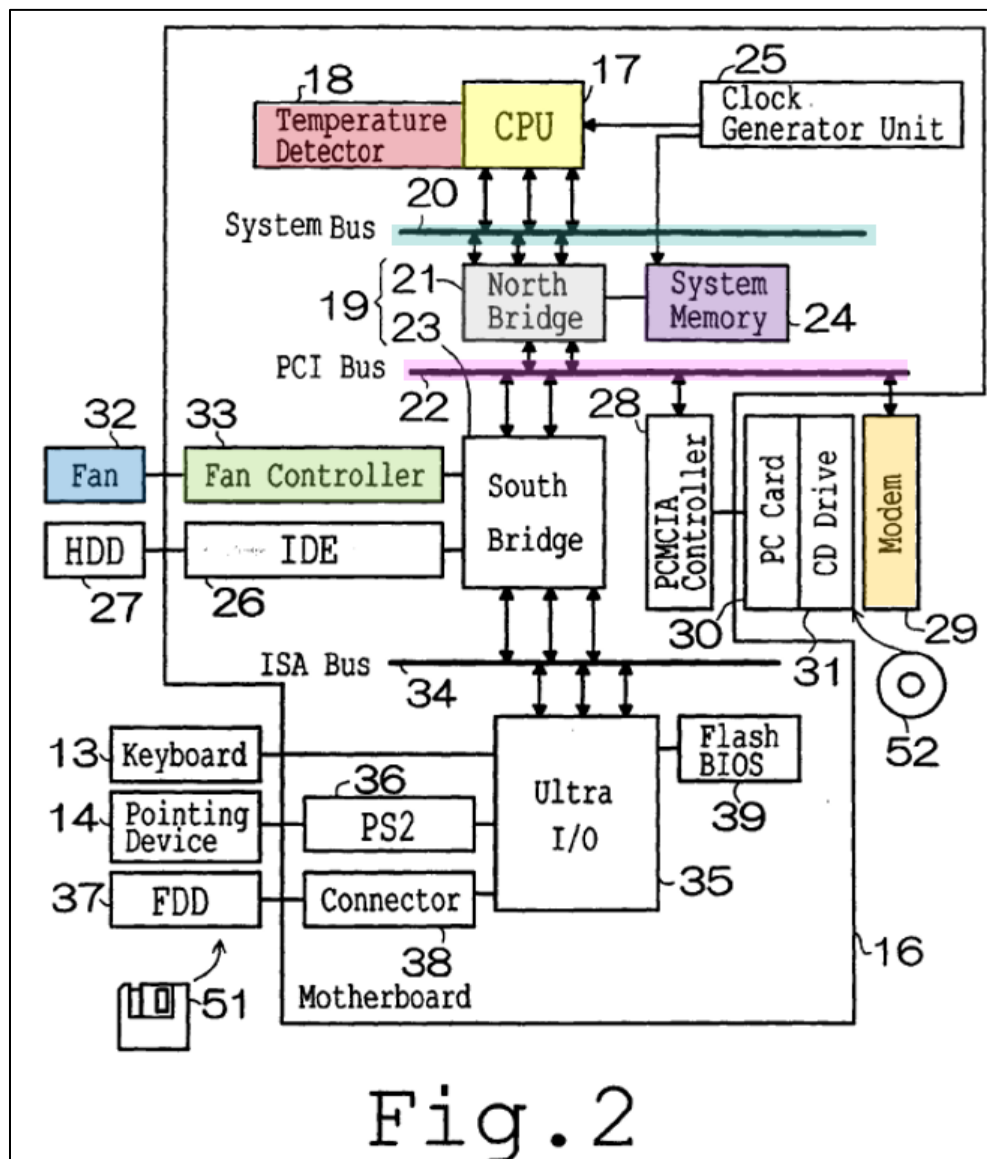 18
17
25
Temperature
Detector
CPU
Clock
Generator Unit
20
System Bus
19
21
23
North
Bridge
System
Memory
24
PCI Bus
22
28
32
33
Fan
Fan Controller
South
Bridge
PCMCIA
Controller
PC Card
CD Drive
Modem
HDD
IDE
27
26
30
31
29
ISA Bus
34
52
13
Keyboard
36
Flash
BIOS
39
14
Pointing
Device
PS2
Ultra
I/O
35
37
FDD
Connector
38
16
51
Motherboard
Fig.2